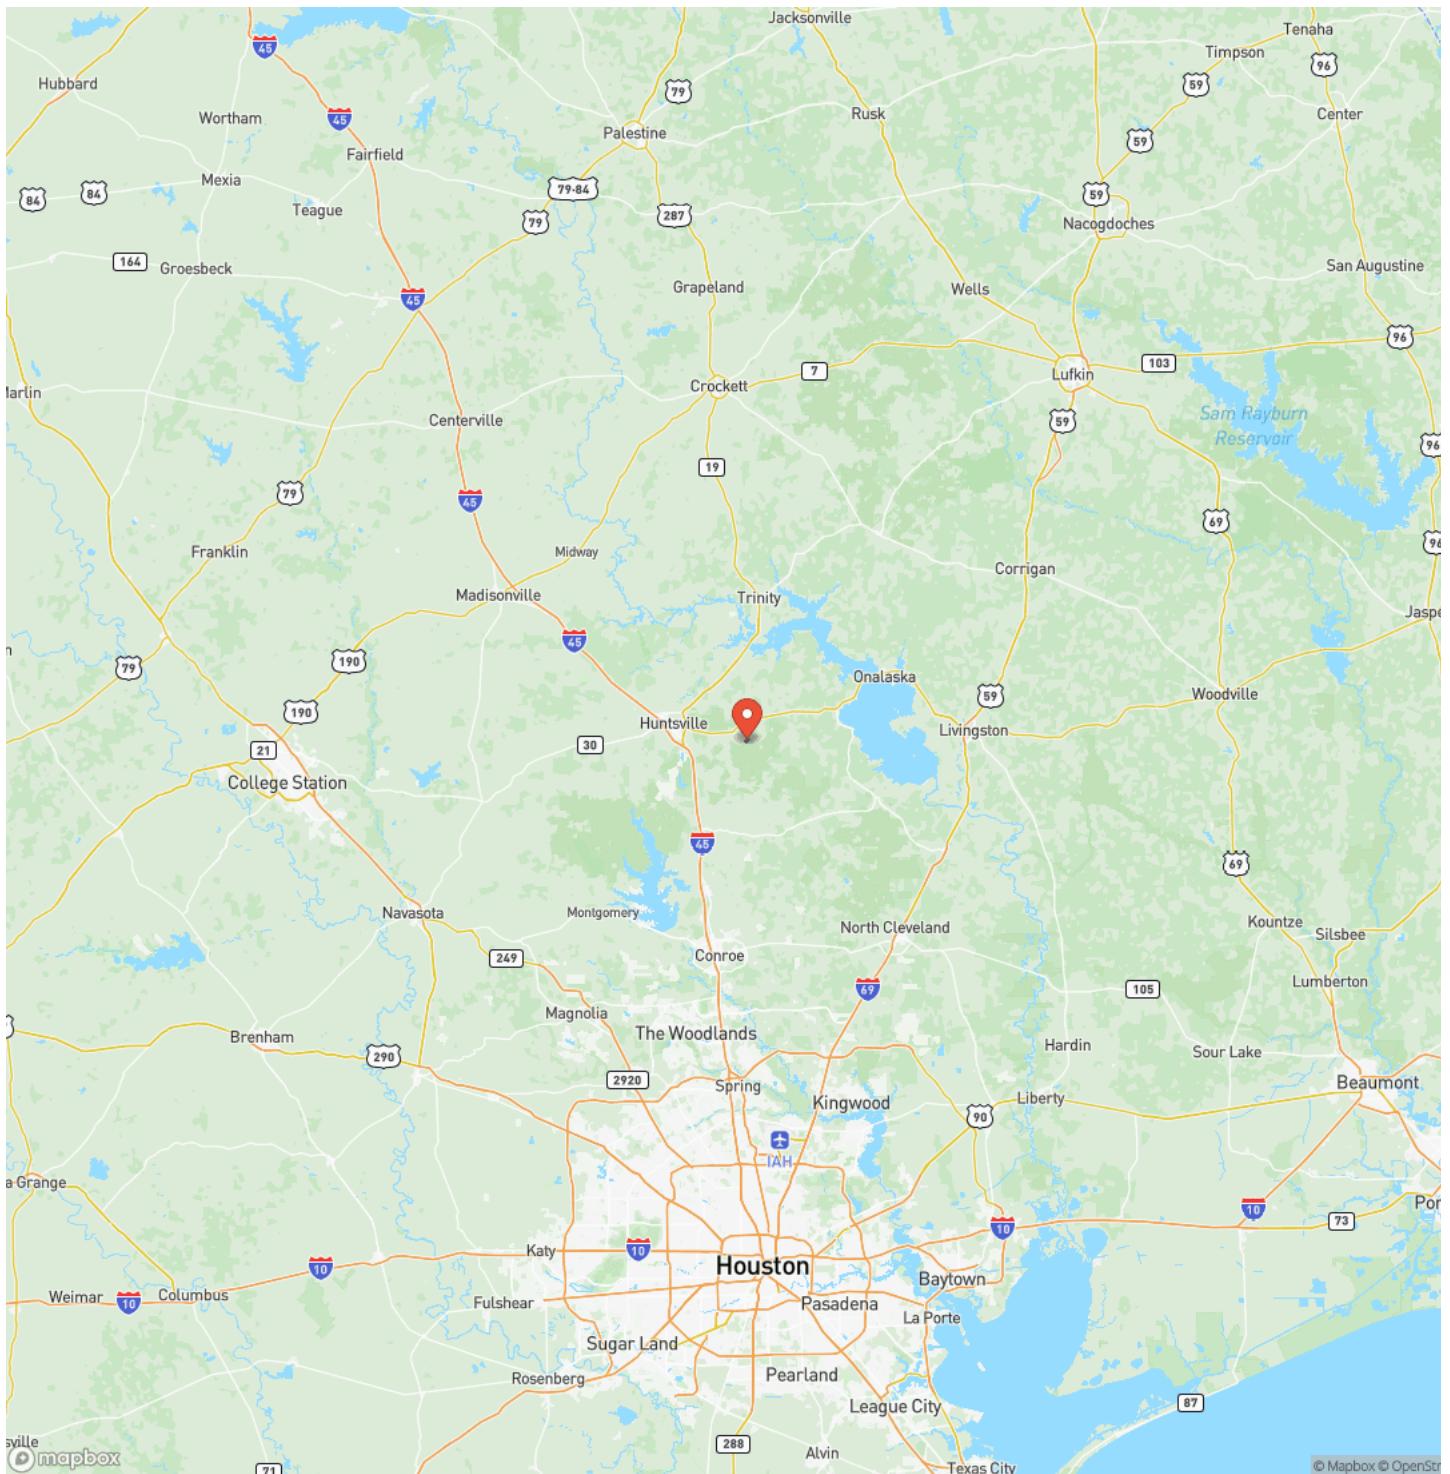 Jacksonville
Tenaha
45
Timpson
96
Hubbard
79
59
Wortham
45
Rusk
Center
Palestine
59
Fairfield
Mexia
84
84
79-84
59
Teague
287
79
Nacogdoches
164
Groesbeck
San Augustine
Grapeland
Wells
45
96
7
103
Crockett
Lufkin
Marlin
Centerville
59
Sam Rayburn
Reservoir
96
19
79
45
69
96
Franklin
Midway
Corrigan
Madisonville
Trinity
Jaspe
45
n
190
79
Onalaska
59
Woodville
190
Huntsville
Livingston
30
21
College Station
45
69
Navasota
Montgomery
Kountze
North Cleveland
Silsbee
249
Conroe
Lumberton
69
105
Magnolia
Brenham
The Woodlands
Hardin
290
Sour Lake
2920
Spring
Beaumont
Kingwood
Liberty
90
IAH
a Grange
Por
10
73
10
Katy
10
10
Houston
Baytown
Weimar
10
Columbus
Fulshear
Pasadena
La Porte
Sugar Land
Rosenberg
Pearland
87
League City
sville
288
Alvin
mapbox
71
Texas City
© Mapbox © OpenStr